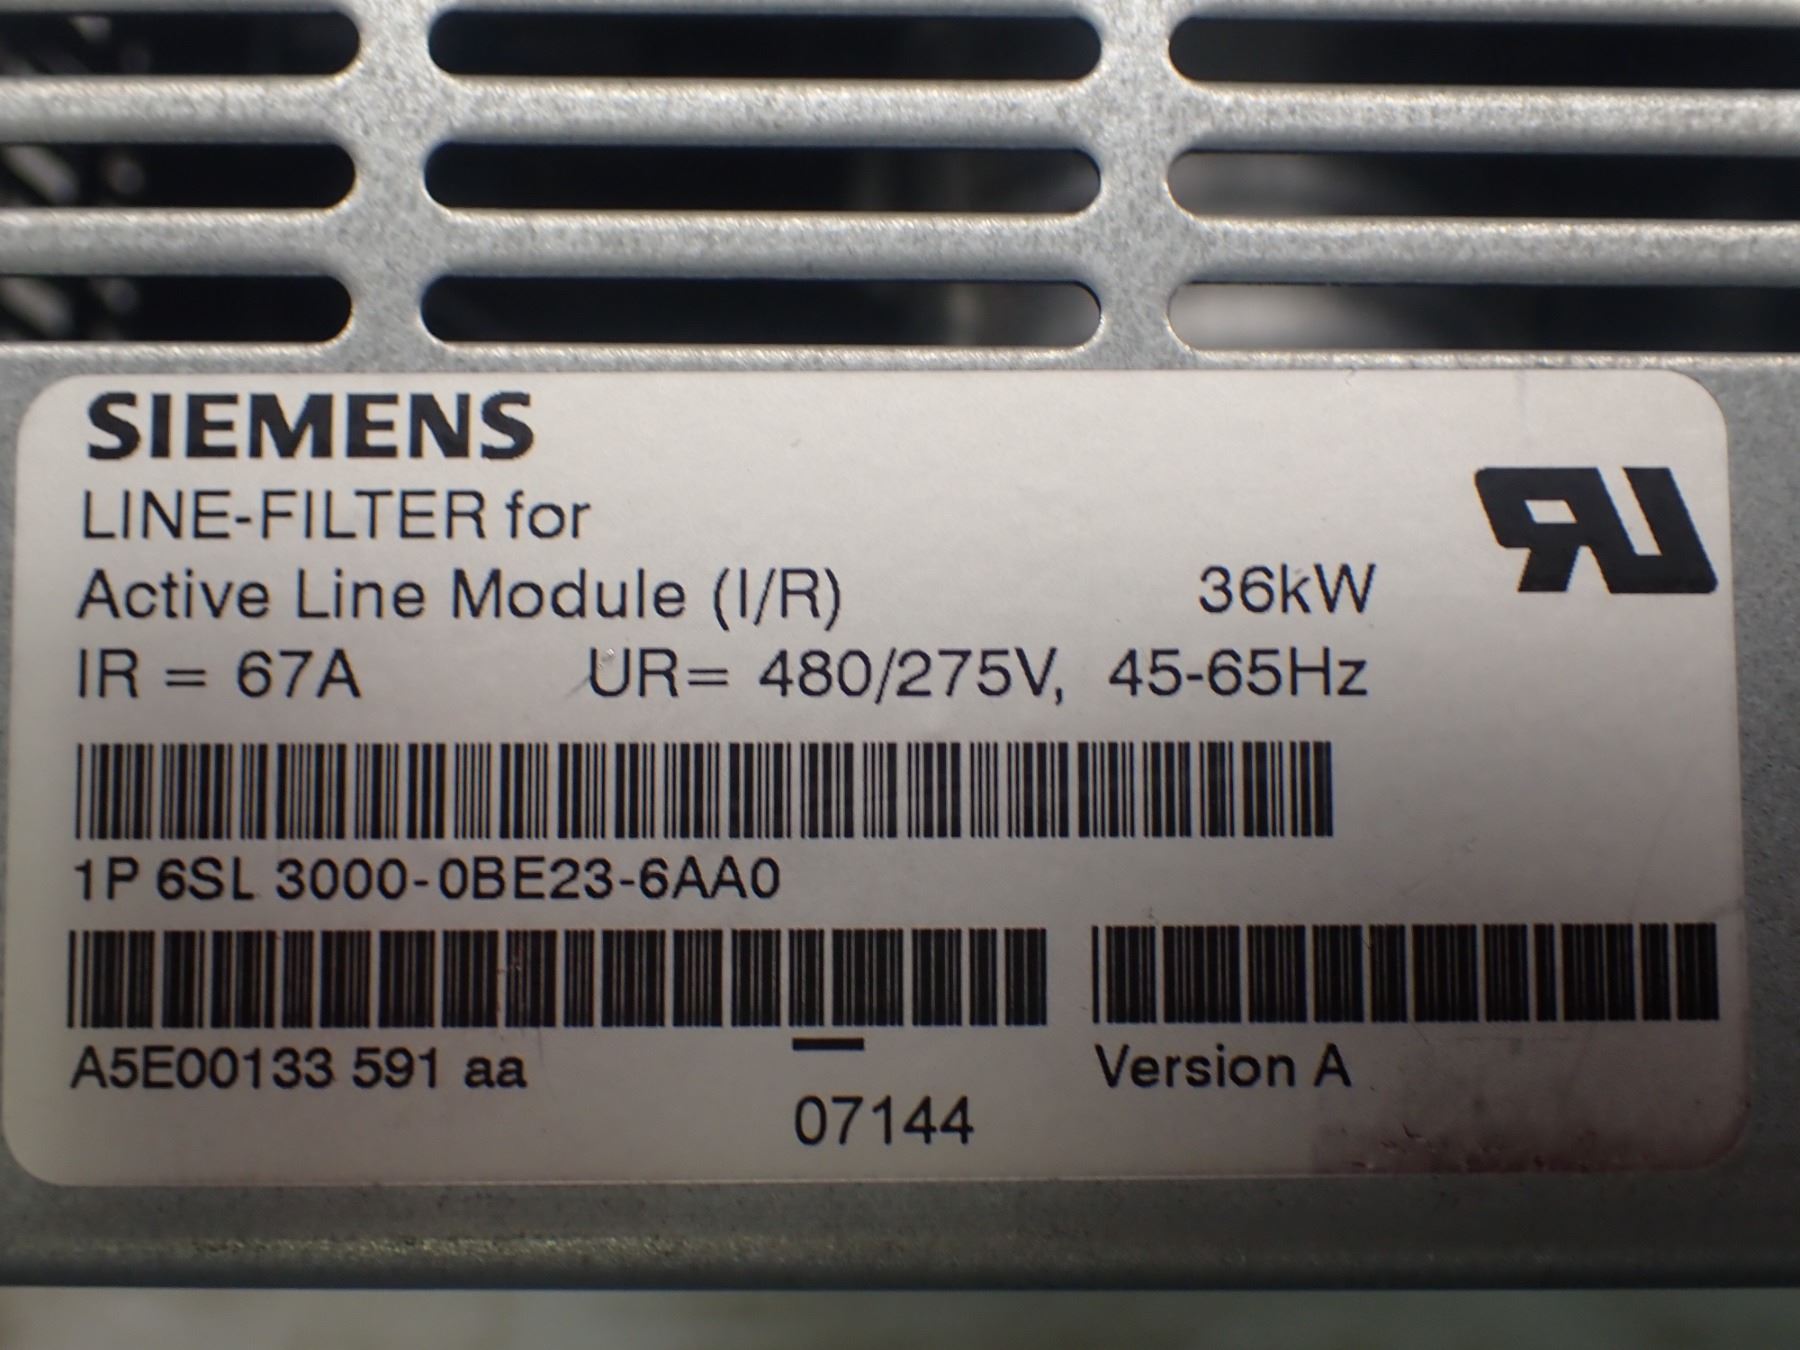 SIEMENS
LINE-FILTER for
Active Line Module (I/R) 36kW
IR = 67A UR= 480/275V, 45-65Hz
1P 6SL 3000-0BE23-6AA0
A5E00133 591 aa
07144
Version A